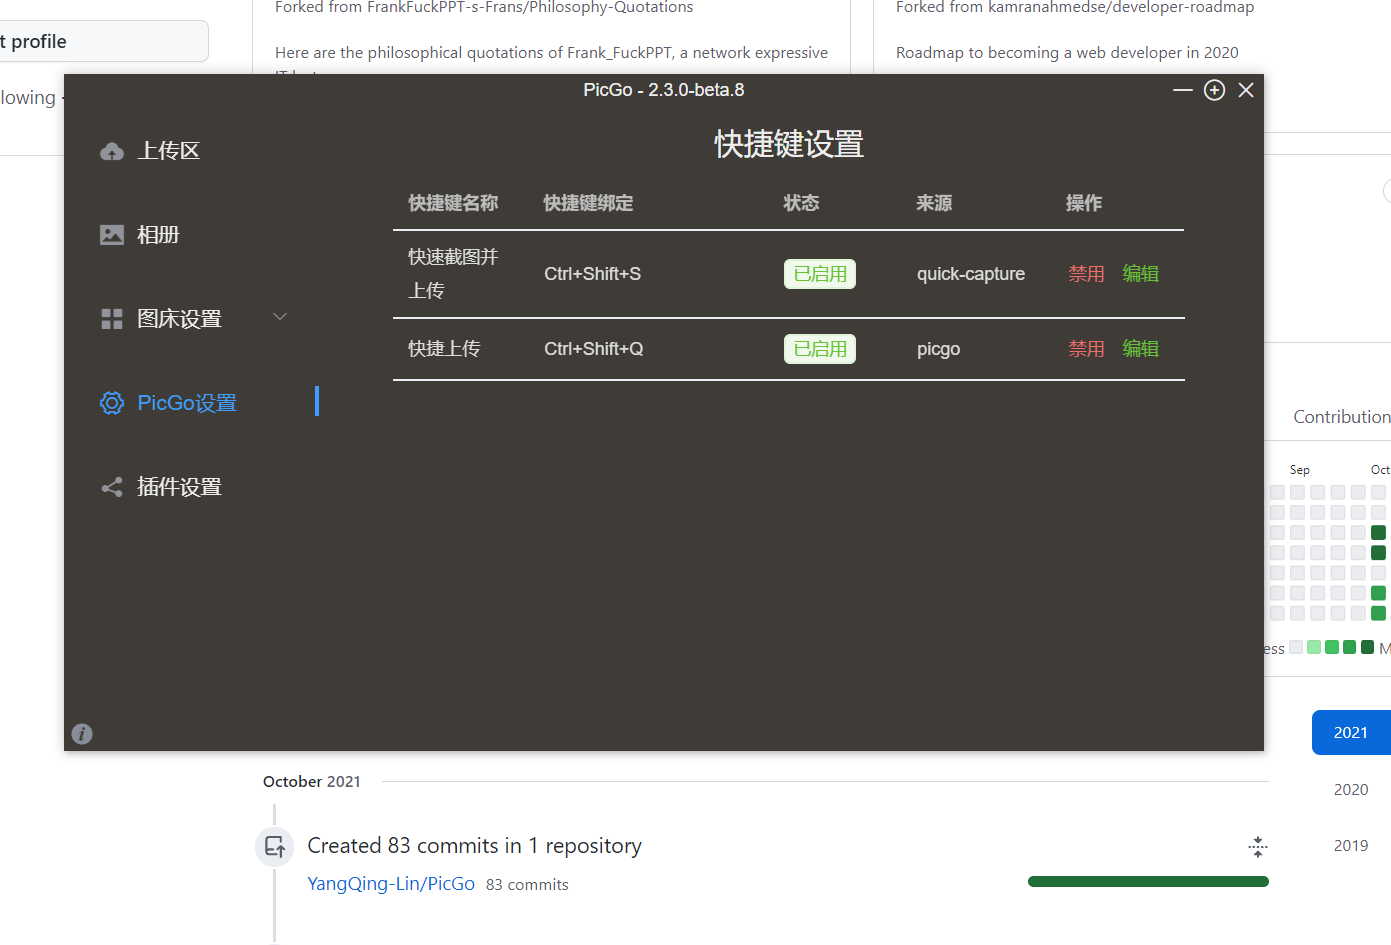 Forked from FrankFuckPPT-s-Frans/Philosophy-Quotations
Forked from kamranahmedse/developer-roadmap
t profile
Here are the philosophical quotations of Frank_FuckPPT, a network expressive
Roadmap to becoming a web developer in 2020
lowing ·
PicGo - 2.3.0-beta.8
上传区
相册
图床设置
PicGo设置
插件设置
快捷键设置
快捷键名称 快捷键绑定 状态 来源 操作
快速截图并
上传
Ctrl+Shift+S 已启用 quick-capture 禁用 编辑
快捷上传 Ctrl+Shift+Q 已启用 picgo 禁用 编辑
Contribution
Sep Oct
ess M
2021
2020
2019
October 2021
Created 83 commits in 1 repository
YangQing-Lin/PicGo 83 commits